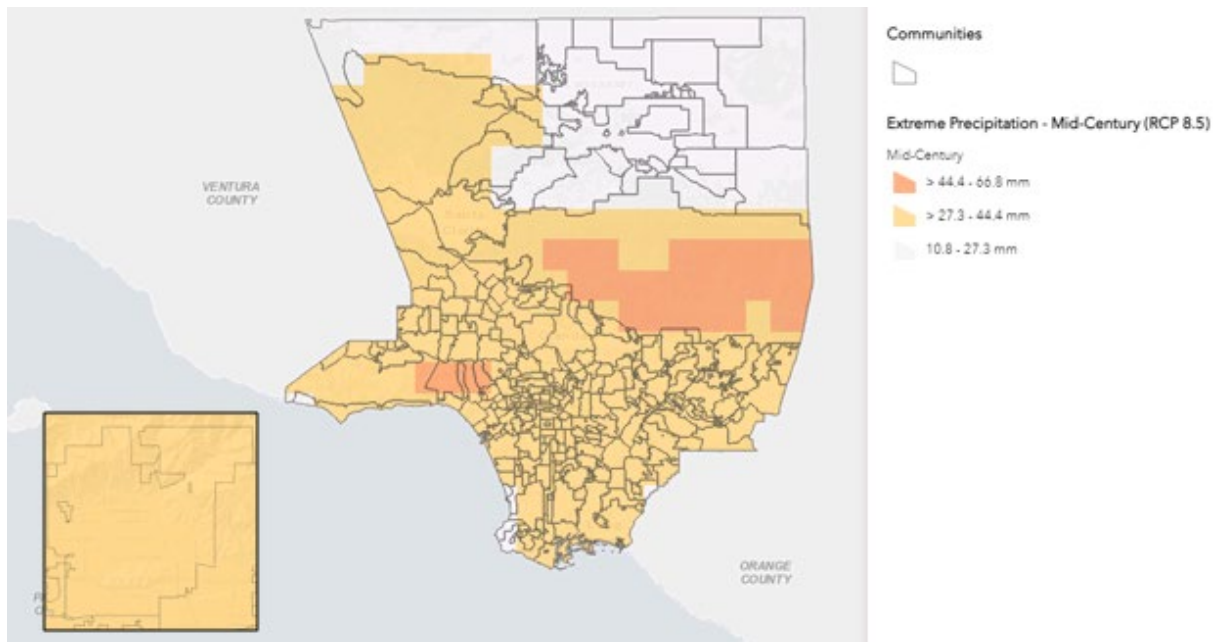 Communities
Extreme Precipitation - Mid-Century (RCP 8.5)
Mid-Century
> 44.4 - 66.8 mm
> 27.3 - 44.4 mm
10.8 - 27.3 mm
VENTURA
COUNTY
ORANGE
COUNTY